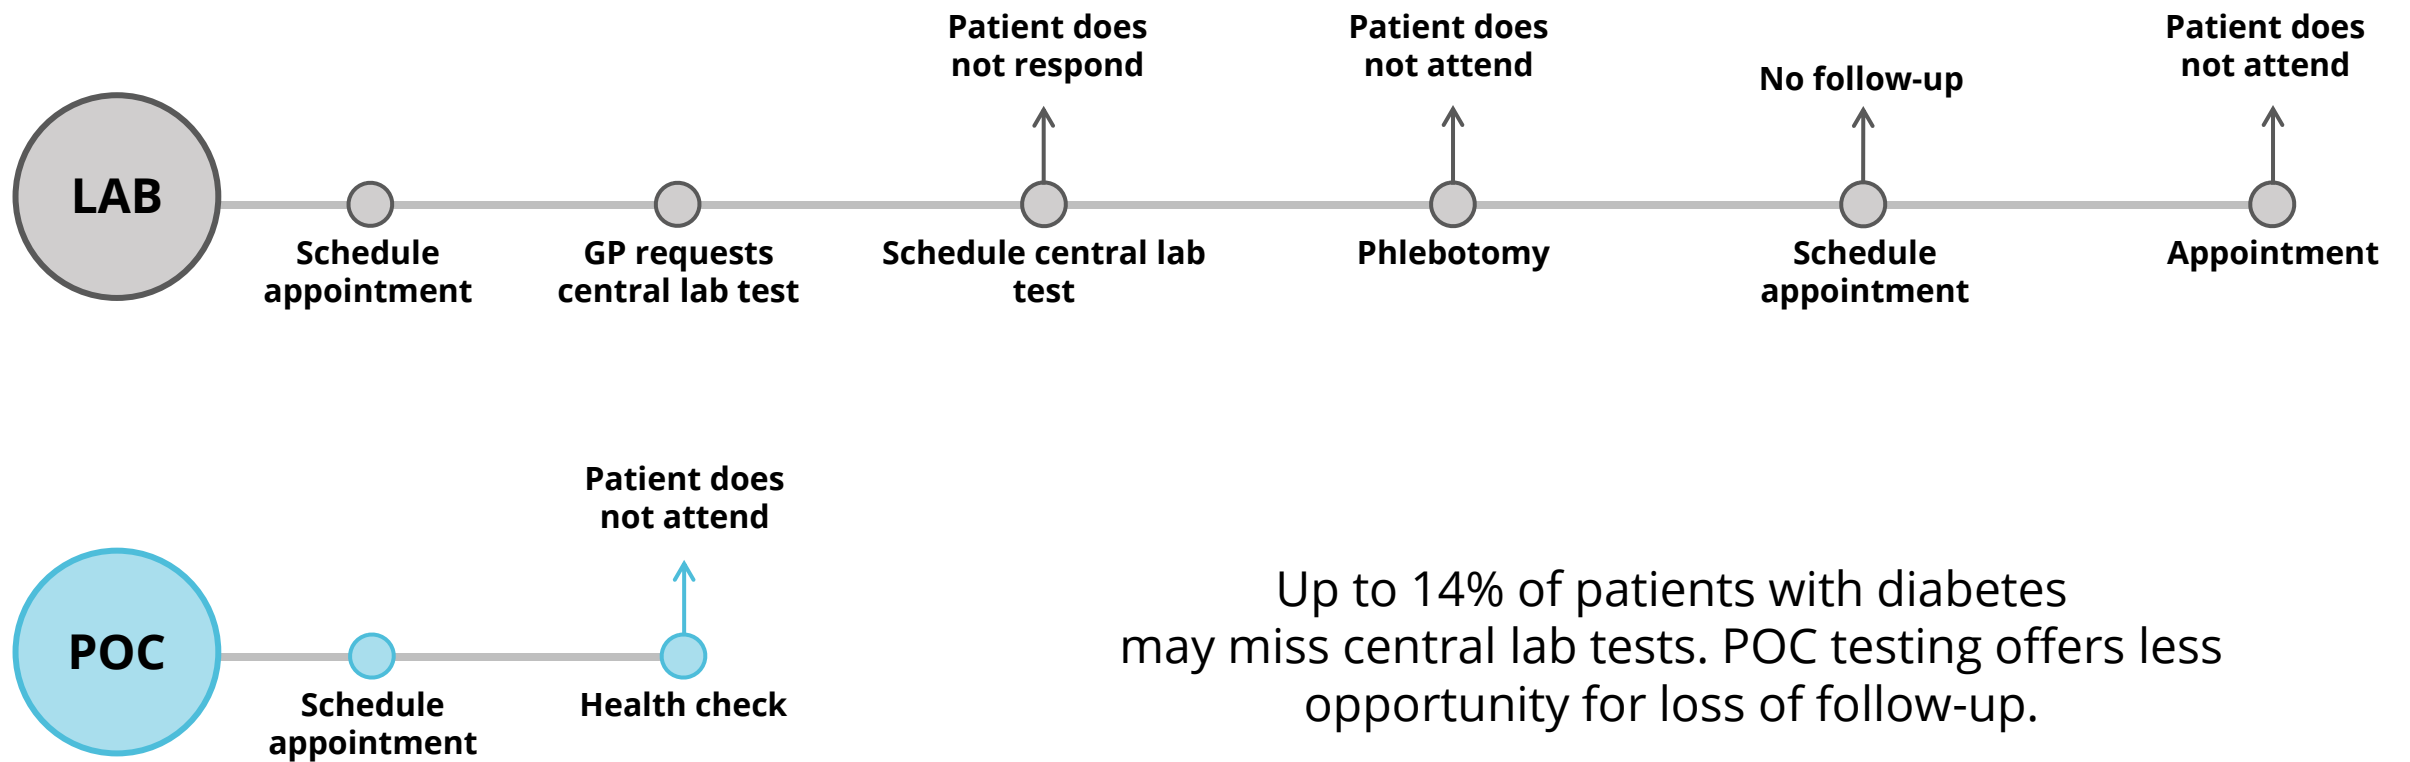 Patient does
not respond
Patient does
not attend
No follow-up
Patient does
not attend
LAB
Schedule
appointment
GP requests
central lab test
Schedule central lab
test
Phlebotomy
Schedule
appointment
Appointment
Patient does
not attend
POC
Schedule
appointment
Health check
Up to 14% of patients with diabetes
may miss central lab tests. POC testing offers less
opportunity for loss of follow-up.